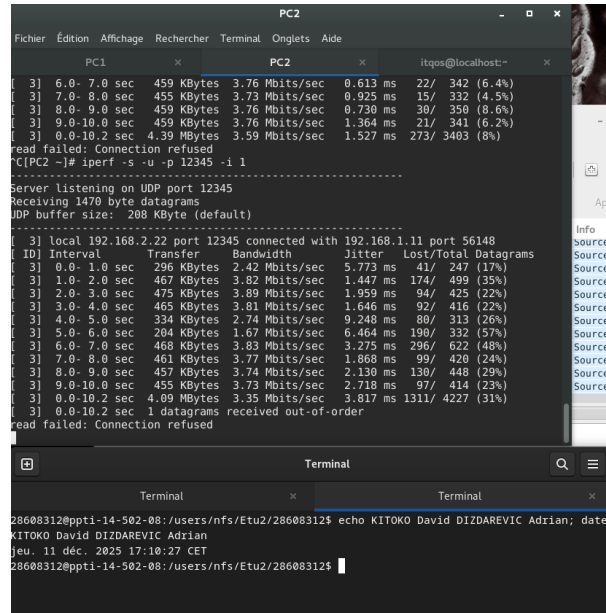 PC2
Fichier Édition Affichage Rechercher Terminal Onglets Aide
PC1 × PC2 × itqos@localhost:~ ×
[ 3] 6.0- 7.0 sec 459 KBytes 3.76 Mbits/sec 0.613 ms 22/ 342 (6.4%)
[ 3] 7.0- 8.0 sec 455 KBytes 3.73 Mbits/sec 0.925 ms 15/ 332 (4.5%)
[ 3] 8.0- 9.0 sec 459 KBytes 3.76 Mbits/sec 0.730 ms 30/ 350 (8.6%)
[ 3] 9.0-10.0 sec 459 KBytes 3.76 Mbits/sec 1.364 ms 21/ 341 (6.2%)
[ 3] 0.0-10.2 sec 4.39 MBytes 3.59 Mbits/sec 1.527 ms 273/ 3403 (8%)
read failed: Connection refused
^C[PC2 ~]# iperf -s -u -p 12345 -i 1
------------------------------------------------------------
Server listening on UDP port 12345
Receiving 1470 byte datagrams
UDP buffer size: 208 KByte (default)
------------------------------------------------------------
[ 3] local 192.168.2.22 port 12345 connected with 192.168.1.11 port 56148
[ ID] Interval Transfer Bandwidth Jitter Lost/Total Datagrams
[ 3] 0.0- 1.0 sec 296 KBytes 2.42 Mbits/sec 5.773 ms 41/ 247 (17%)
[ 3] 1.0- 2.0 sec 467 KBytes 3.82 Mbits/sec 1.447 ms 174/ 499 (35%)
[ 3] 2.0- 3.0 sec 475 KBytes 3.89 Mbits/sec 1.959 ms 94/ 425 (22%)
[ 3] 3.0- 4.0 sec 465 KBytes 3.81 Mbits/sec 1.646 ms 92/ 416 (22%)
[ 3] 4.0- 5.0 sec 334 KBytes 2.74 Mbits/sec 9.248 ms 80/ 313 (26%)
[ 3] 5.0- 6.0 sec 204 KBytes 1.67 Mbits/sec 6.464 ms 190/ 332 (57%)
[ 3] 6.0- 7.0 sec 468 KBytes 3.83 Mbits/sec 3.275 ms 296/ 622 (48%)
[ 3] 7.0- 8.0 sec 461 KBytes 3.77 Mbits/sec 1.868 ms 99/ 420 (24%)
[ 3] 8.0- 9.0 sec 457 KBytes 3.74 Mbits/sec 2.130 ms 130/ 448 (29%)
[ 3] 9.0-10.0 sec 455 KBytes 3.73 Mbits/sec 2.718 ms 97/ 414 (23%)
[ 3] 0.0-10.2 sec 4.09 MBytes 3.35 Mbits/sec 3.817 ms 1311/ 4227 (31%)
[ 3] 0.0-10.2 sec 1 datagrams received out-of-order
read failed: Connection refused
Ap
Info
Source
Source
Source
Source
Source
Source
Source
Source
Source
Source
Source
Source
Source
Terminal
Terminal × Terminal ×
28608312@ppti-14-502-08:/users/nfs/Etu2/28608312$ echo KITOKO David DIZDAREVIC Adrian; date
KITOKO David DIZDAREVIC Adrian
jeu. 11 déc. 2025 17:10:27 CET
28608312@ppti-14-502-08:/users/nfs/Etu2/28608312$